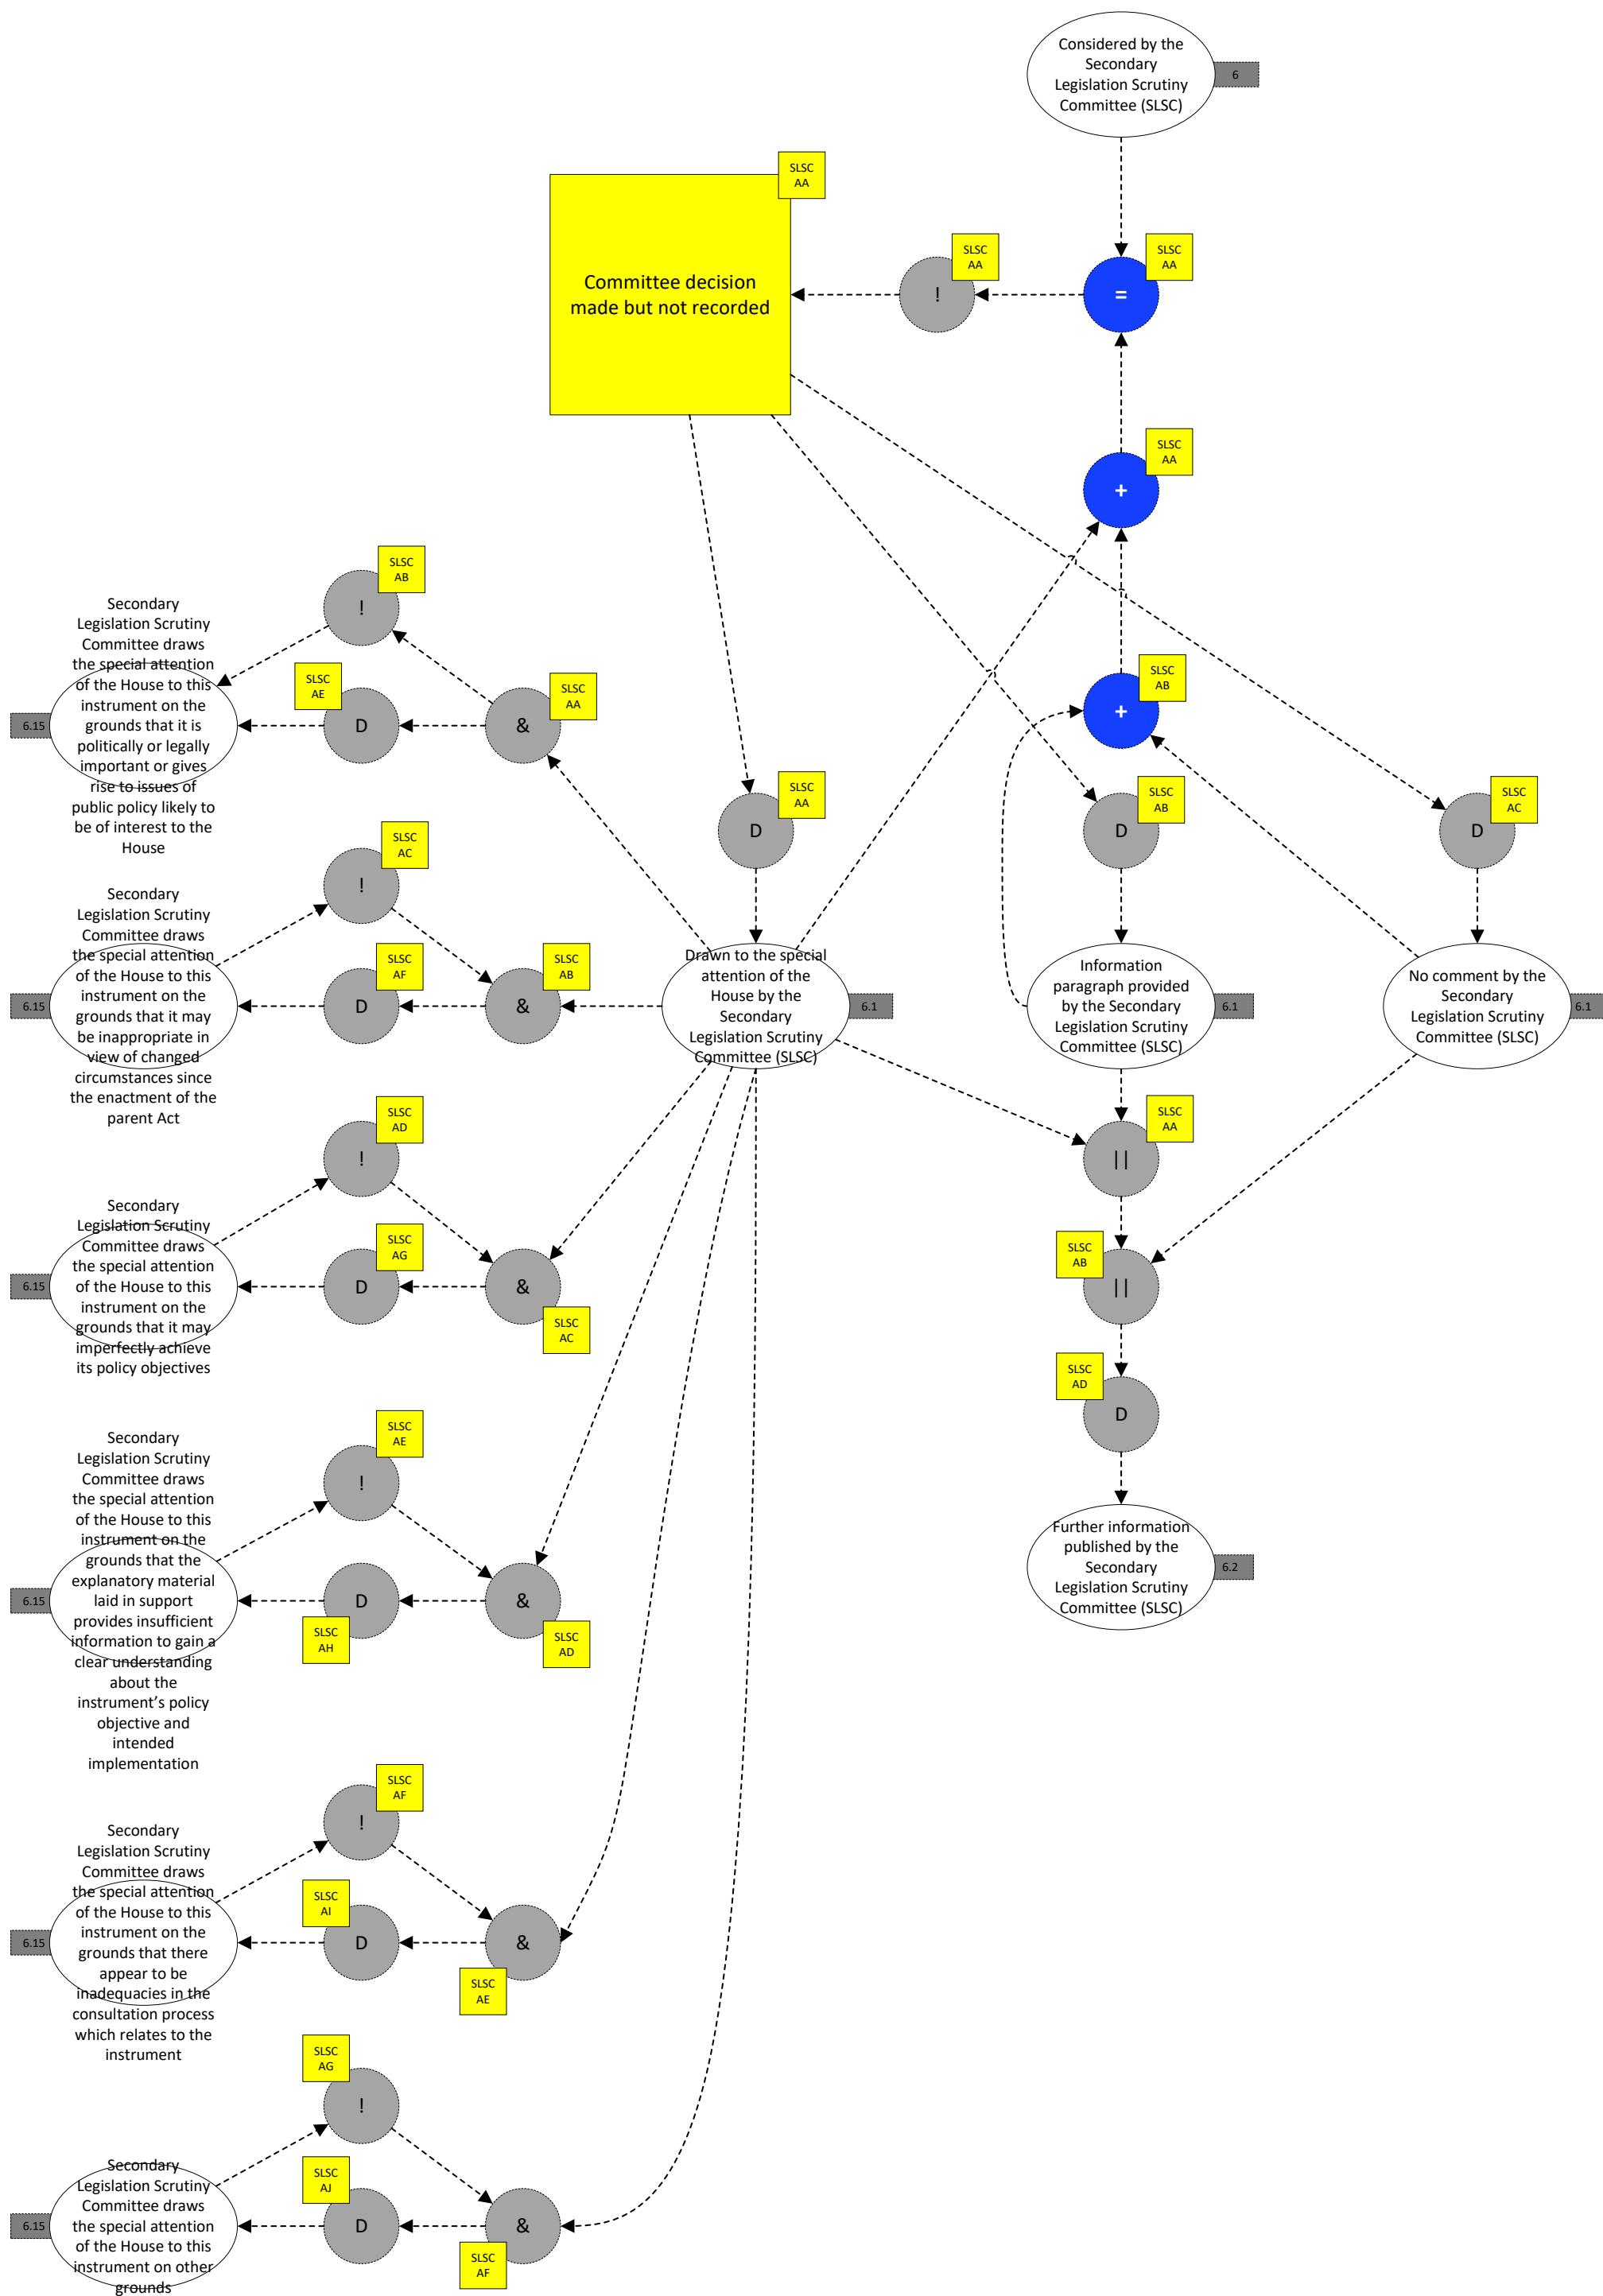 Considered by the
Secondary
Legislation Scrutiny
Committee (SLSC)
6
SLSC
AA
Committee decision
made but not recorded
SLSC
AA
!
SLSC
AA
=
SLSC
AA
+
SLSC
AB
!
Secondary
Legislation Scrutiny
Committee draws
the special attention
of the House to this
instrument on the
grounds that it is
politically or legally
important or gives
rise to issues of
public policy likely to
be of interest to the
House
6.15
SLSC
AE
D
SLSC
AA
&
SLSC
AB
+
SLSC
AA
D
SLSC
AB
D
SLSC
AC
D
SLSC
AC
!
Secondary
Legislation Scrutiny
Committee draws
the special attention
of the House to this
instrument on the
grounds that it may
be inappropriate in
view of changed
circumstances since
the enactment of the
parent Act
6.15
SLSC
AF
D
SLSC
AB
&
Drawn to the special
attention of the
House by the
Secondary
Legislation Scrutiny
Committee (SLSC)
6.1
Information
paragraph provided
by the Secondary
Legislation Scrutiny
Committee (SLSC)
6.1
No comment by the
Secondary
Legislation Scrutiny
Committee (SLSC)
6.1
SLSC
AD
!
SLSC
AA
||
Secondary
Legislation Scrutiny
Committee draws
the special attention
of the House to this
instrument on the
grounds that it may
imperfectly achieve
its policy objectives
6.15
SLSC
AG
D
&
SLSC
AC
SLSC
AB
||
SLSC
AD
D
SLSC
AE
!
Secondary
Legislation Scrutiny
Committee draws
the special attention
of the House to this
instrument on the
grounds that the
explanatory material
laid in support
provides insufficient
information to gain a
clear understanding
about the
instrument’s policy
objective and
intended
implementation
6.15
D
SLSC
AH
&
SLSC
AD
Further information
published by the
Secondary
Legislation Scrutiny
Committee (SLSC)
6.2
SLSC
AF
!
Secondary
Legislation Scrutiny
Committee draws
the special attention
of the House to this
instrument on the
grounds that there
appear to be
inadequacies in the
consultation process
which relates to the
instrument
6.15
SLSC
AI
D
&
SLSC
AE
SLSC
AG
!
Secondary
Legislation Scrutiny
Committee draws
the special attention
of the House to this
instrument on other
grounds
6.15
SLSC
AJ
D
&
SLSC
AF